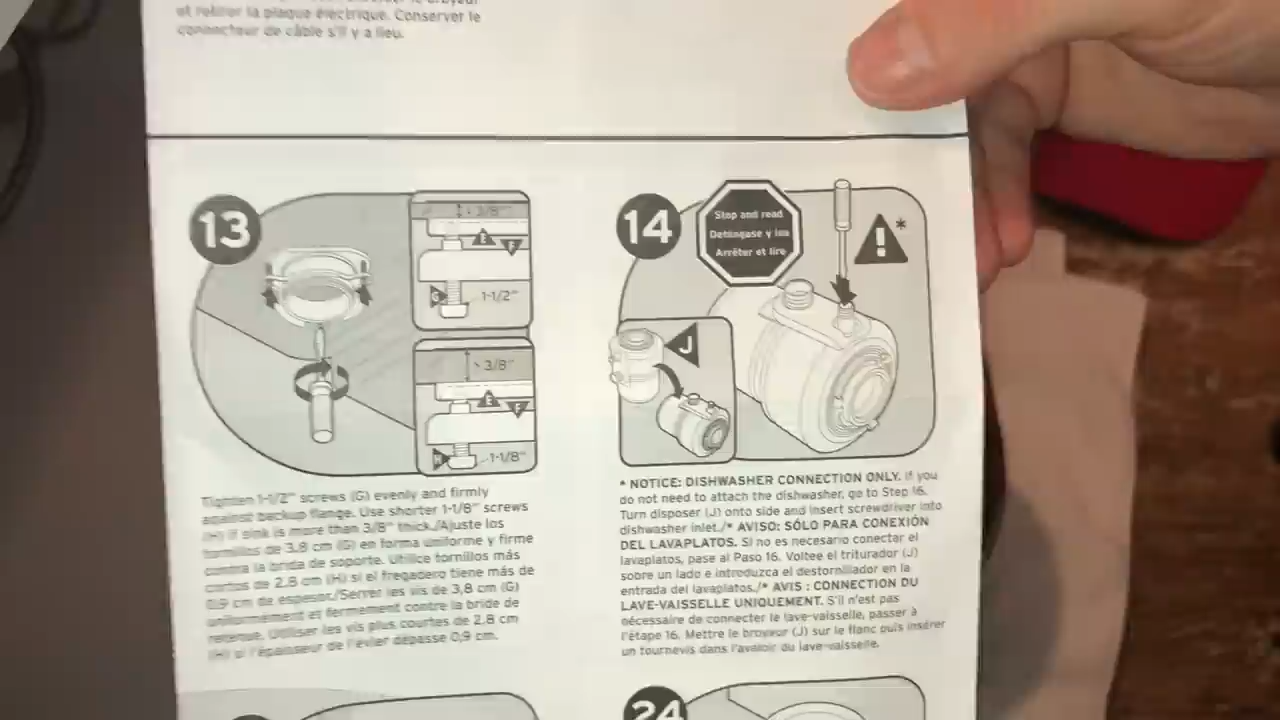 et retirer la plaque électrique. Conserver le
connecteur de câble s'il y a lieu.
13
3/8"
E
F
G
1-1/2"
3/8"
E
F
H
1-1/8"
Tighten 1-1/2" screws (G) evenly and firmly
against backup flange. Use shorter 1-1/8" screws
(H) if sink is more than 3/8" thick./Ajuste los
tornillos de 3,8 cm (G) en forma uniforme y firme
contra la brida de soporte. Utilice tornillos más
cortos de 2,8 cm (H) si el fregadero tiene más de
0,9 cm de espesor./Serrer les vis de 3,8 cm (G)
uniformément et fermement contre la bride de
retenue. Utiliser les vis plus courtes de 2,8 cm
(H) si l'épaisseur de l'évier dépasse 0,9 cm.
14
Stop and read
Deténgase y lea
Arrêter et lire
! *
J
* NOTICE: DISHWASHER CONNECTION ONLY. If you
do not need to attach the dishwasher, go to Step 16.
Turn disposer (J) onto side and insert screwdriver into
dishwasher inlet./* AVISO: SÓLO PARA CONEXIÓN
DEL LAVAPLATOS. Si no es necesario conectar el
lavaplatos, pase al Paso 16. Voltee el triturador (J)
sobre un lado e introduzca el destornillador en la
entrada del lavaplatos./* AVIS : CONNECTION DU
LAVE-VAISSELLE UNIQUEMENT. S'il n'est pas
nécessaire de connecter le lave-vaisselle, passer à
l'étape 16. Mettre le broyeur (J) sur le flanc puis insérer
un tournevis dans l'avaloir du lave-vaisselle.
24